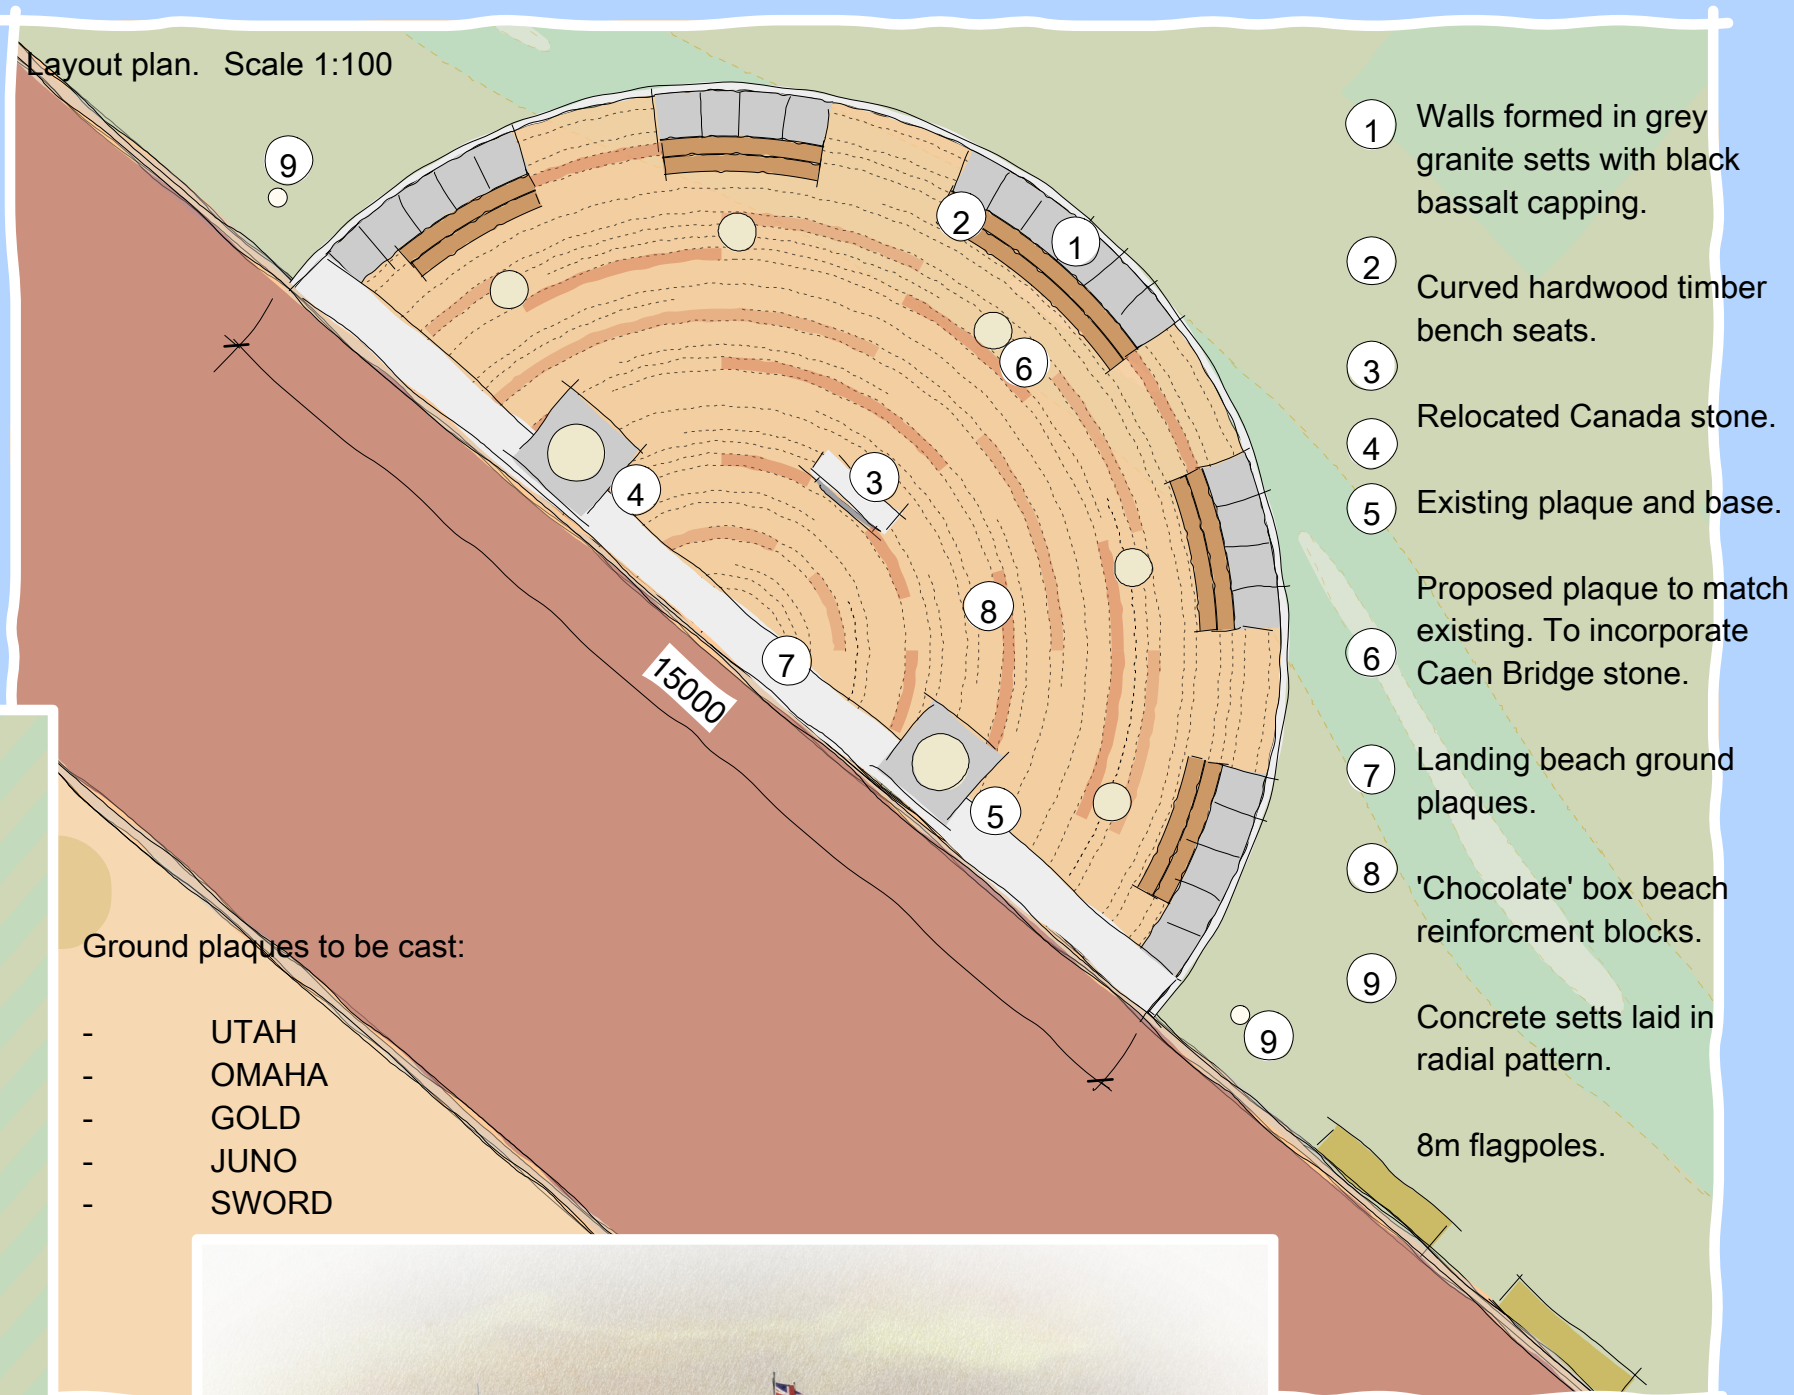 Layout plan. Scale 1:100
9
2
1
6
3
4
8
7
15000
5
9
1 Walls formed in grey
granite setts with black
bassalt capping.
2
Curved hardwood timber
bench seats.
3
Relocated Canada stone.
4
5 Existing plaque and base.
Proposed plaque to match
existing. To incorporate
6
Caen Bridge stone.
7 Landing beach ground
plaques.
8 'Chocolate' box beach
reinforcment blocks.
9
Concrete setts laid in
radial pattern.
8m flagpoles.
Ground plaques to be cast:
- UTAH
- OMAHA
- GOLD
- JUNO
- SWORD